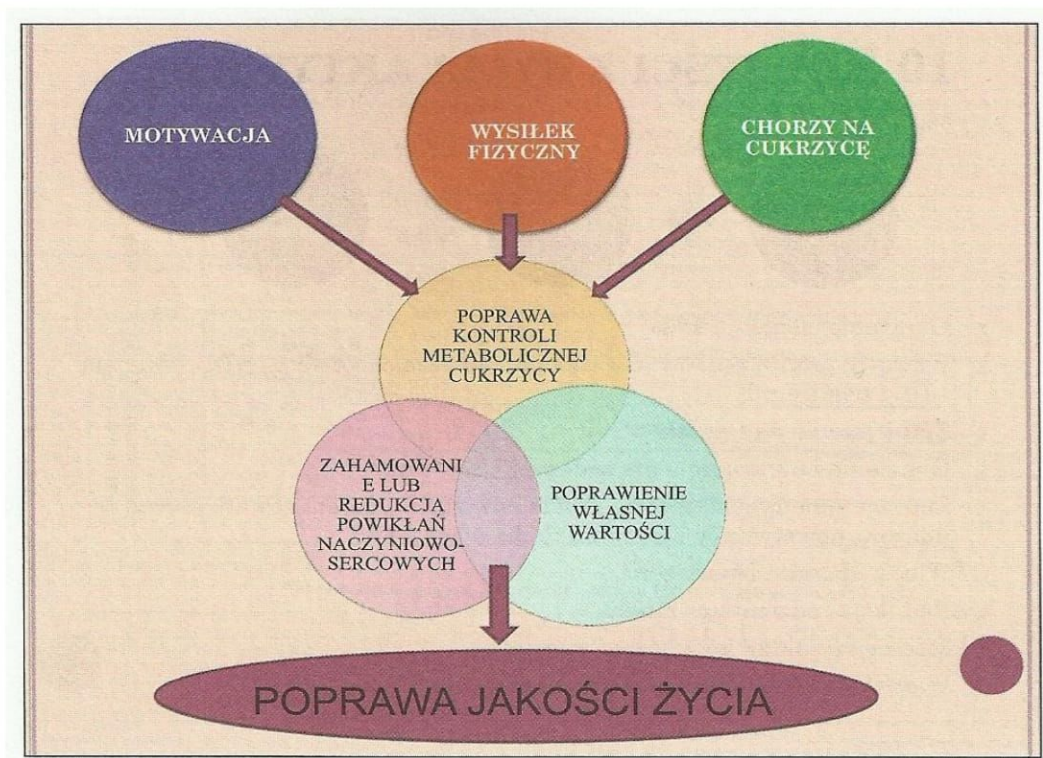 MOTYWACJA
WYSIŁEK
FIZYCZNY
CHORZY NA
CUKRZYCĘ
POPRAWA
KONTROLI
METABOLICZNEJ
CUKRZYCY
ZAHAMOWANI
E LUB
REDUKCJA
POWIKŁAŃ
NACZYNIOWO-
SERCOWYCH
POPRAWIENIE
WŁASNEJ
WARTOŚCI
POPRAWA JAKOŚCI ŻYCIA